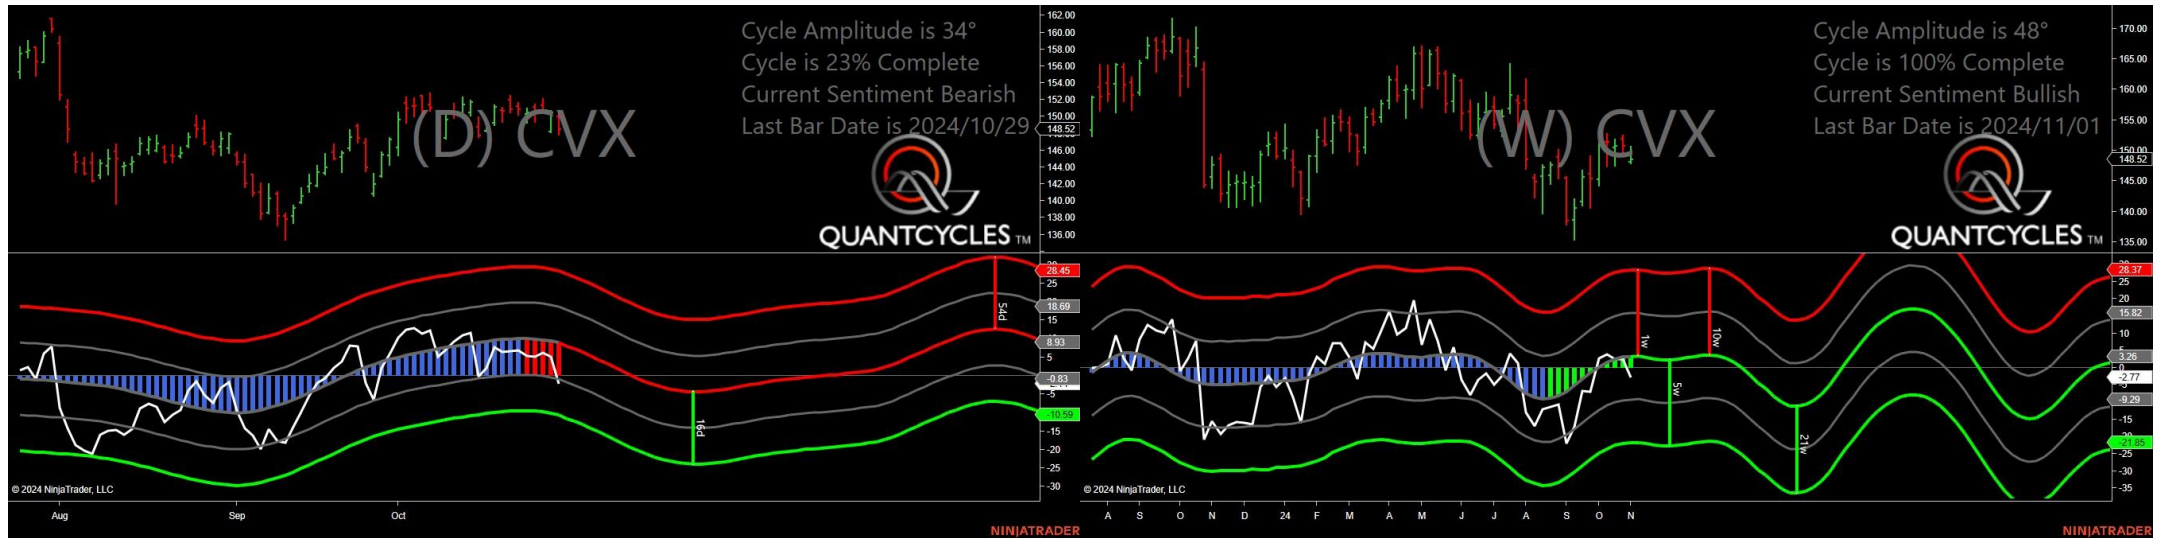 Cycle Amplitude is 34°
Cycle is 23% Complete
Current Sentiment Bearish
Last Bar Date is 2024/10/29
(D) CVX
QUANTCYCLES TM
162.00
160.00
158.00
156.00
154.00
152.00
150.00
148.52
146.00
144.00
142.00
140.00
138.00
136.00
28.45
25
18.69
15
8.93
5
-0.83
-5
-10.59
-15
-20
-25
-30
54d
16d
© 2024 NinjaTrader, LLC
Aug
Sep
Oct
NINJATRADER
Cycle Amplitude is 48°
Cycle is 100% Complete
Current Sentiment Bullish
Last Bar Date is 2024/11/01
(W) CVX
QUANTCYCLES TM
170.00
165.00
160.00
155.00
150.00
148.52
145.00
140.00
135.00
28.37
25
20
15.82
10
3.26
0
-2.77
-9.29
-15
-21.85
-25
-30
-35
1w
10w
5w
21w
© 2024 NinjaTrader, LLC
A S O N D 24 F M A M J J A S O N
NINJATRADER